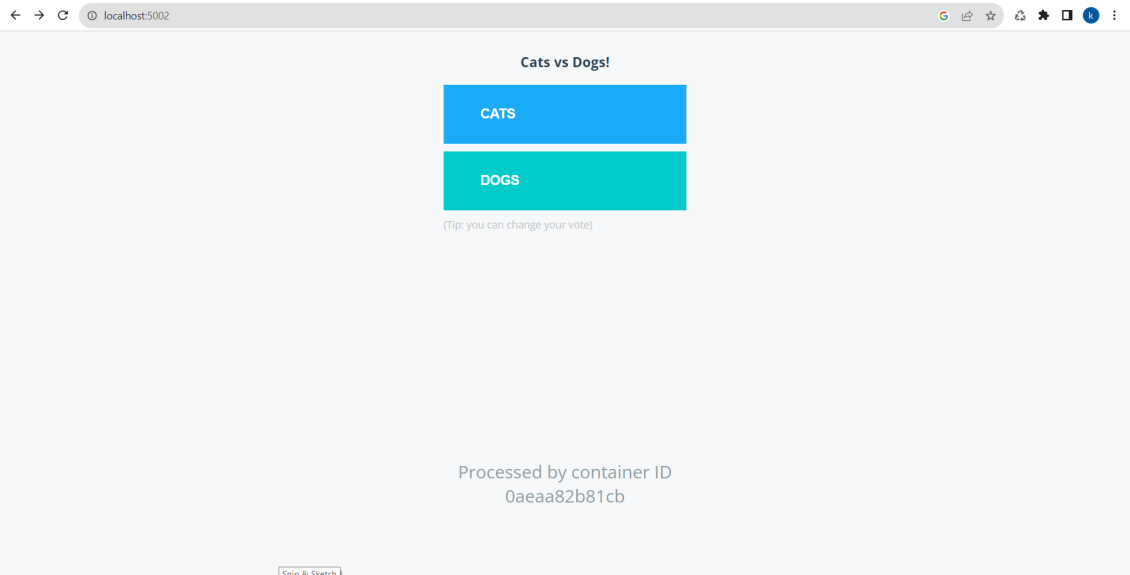 localhost:5002
k
Cats vs Dogs!
CATS
DOGS
(Tip: you can change your vote)
Processed by container ID
0aeaa82b81cb
Snip & Sketch